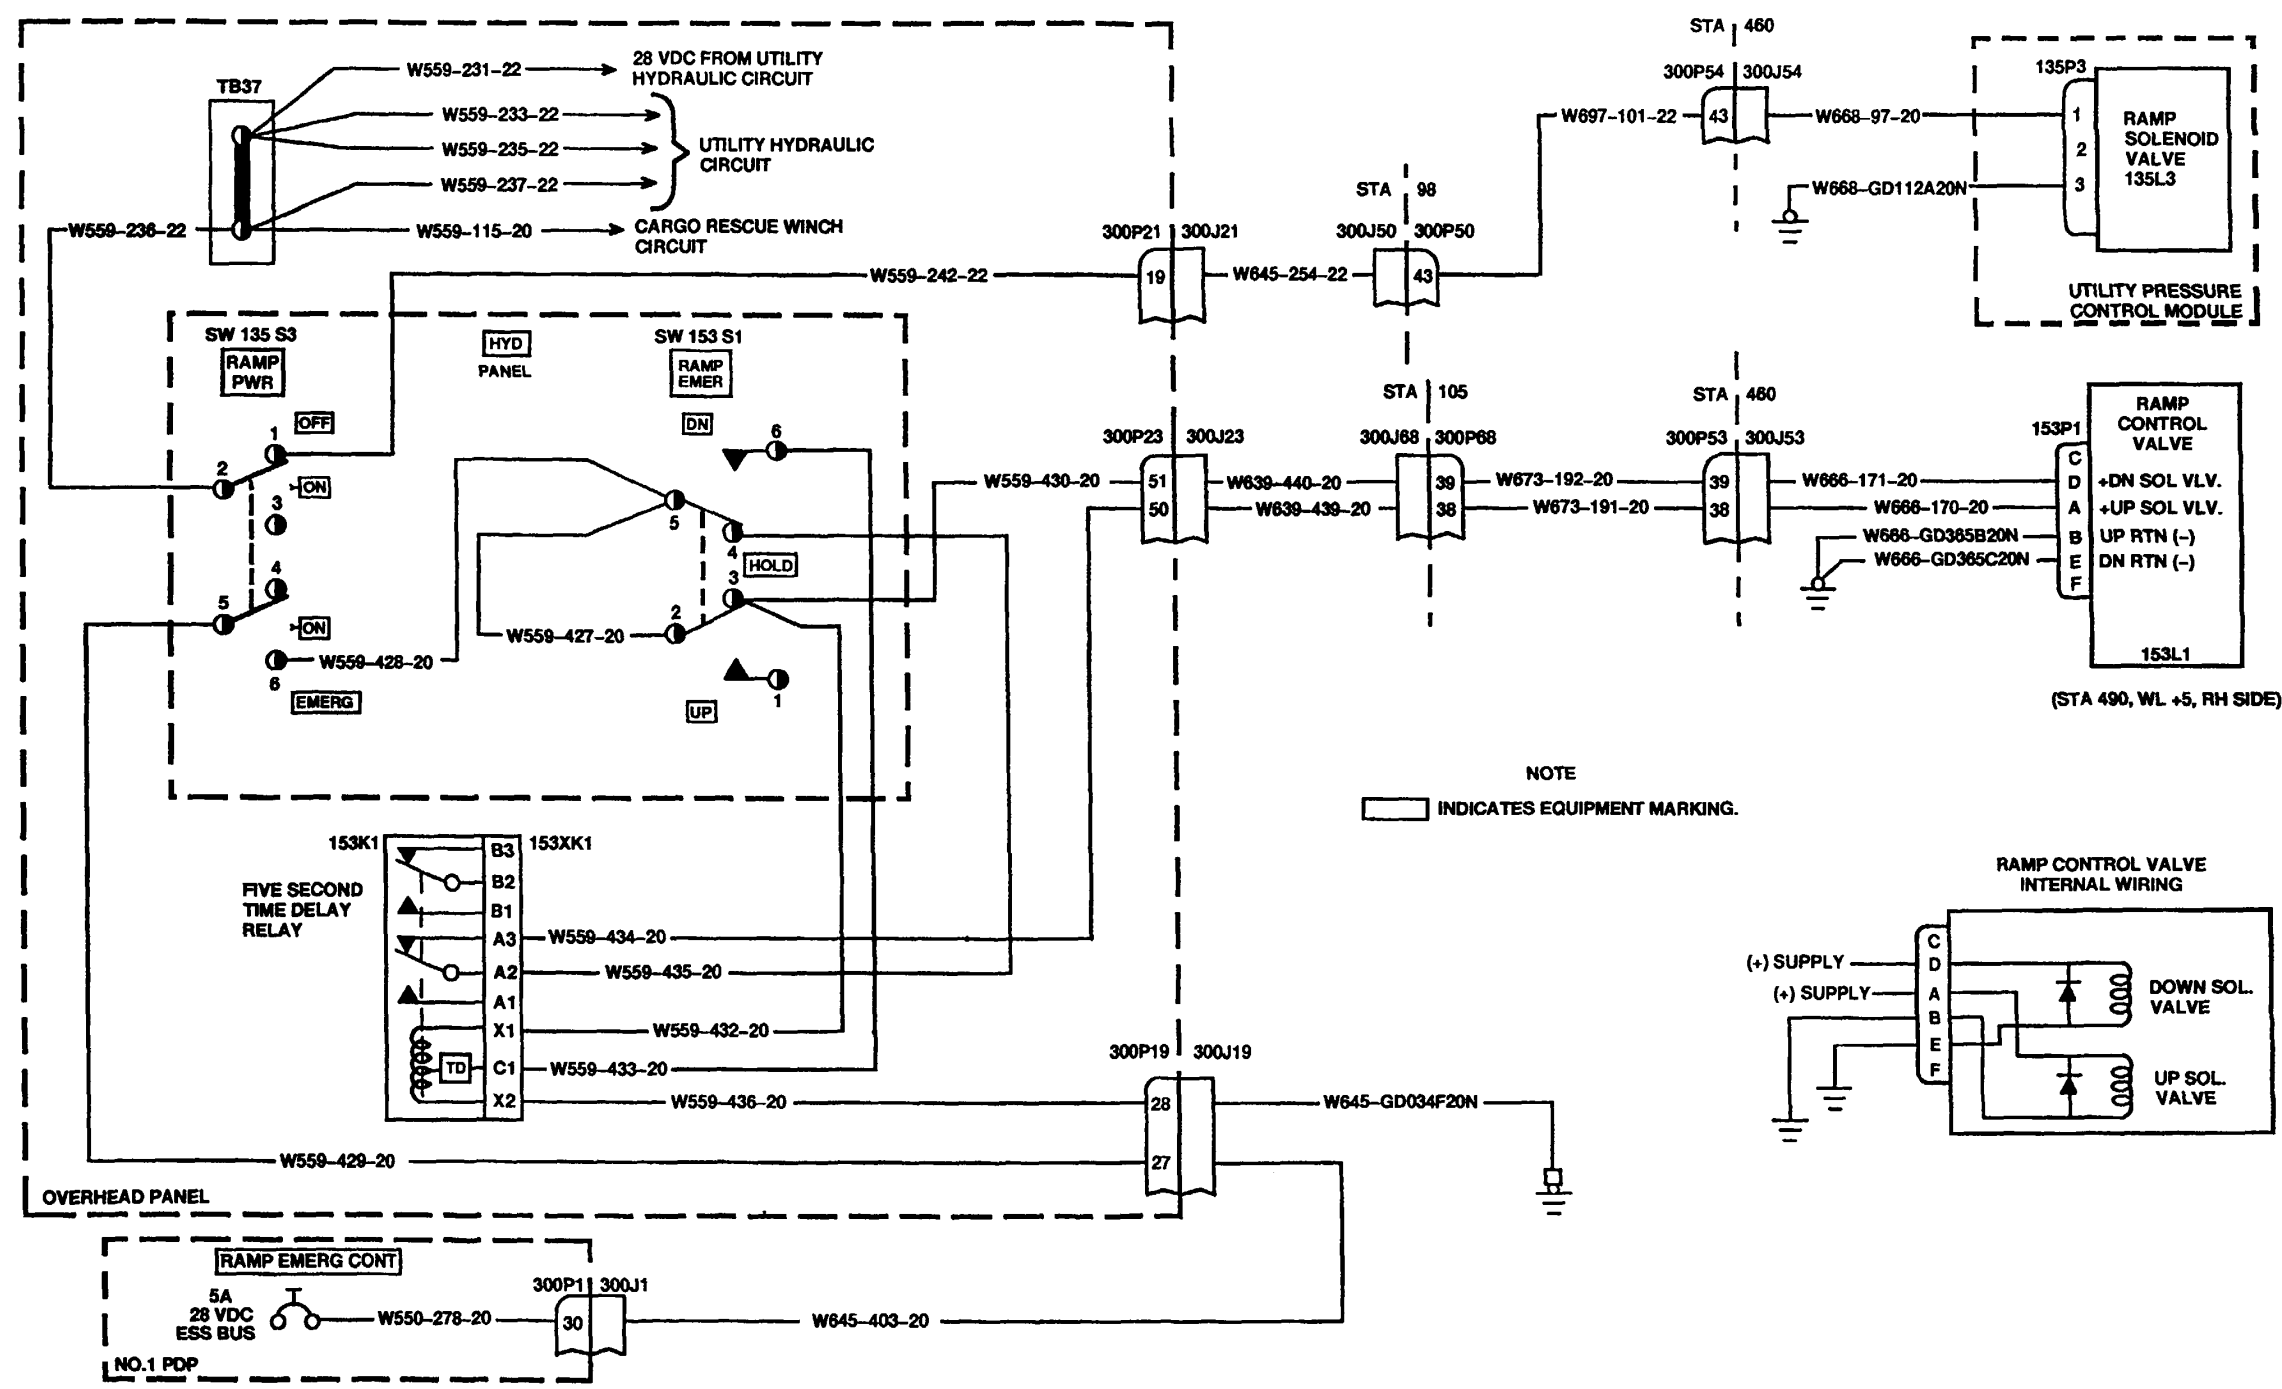 STA 460
W559-231-22
28 VDC FROM UTILITY
HYDRAULIC CIRCUIT
TB37
W559-233-22
W559-235-22
UTILITY HYDRAULIC
CIRCUIT
W559-237-22
W559-236-22
W559-115-20
CARGO RESCUE WINCH
CIRCUIT
300P54 300J54
W697-101-22
43
W668-97-20
135P3
1
2
3
RAMP
SOLENOID
VALVE
135L3
W668-GD112A20N
UTILITY PRESSURE
CONTROL MODULE
STA 98
300P21 300J21
300J50 300P50
W559-242-22
19
W645-254-22
43
SW 135 S3
RAMP
PWR
HYD
PANEL
SW 153 S1
RAMP
EMER
OFF
1
2
ON
3
4
5
ON
6
EMERG
W559-428-20
DN
6
5
4
HOLD
3
2
W559-427-20
UP
1
STA 105
STA 460
300P23 300J23
300J68 300P68
300P53 300J53
W559-430-20
51
W639-440-20
39
W673-192-20
39
W666-171-20
50
W639-439-20
38
W673-191-20
38
W666-170-20
W666-GD365B20N
W666-GD365C20N
153P1
RAMP
CONTROL
VALVE
C
D +DN SOL VLV.
A +UP SOL VLV.
B UP RTN (-)
E DN RTN (-)
F
153L1
(STA 490, WL +5, RH SIDE)
NOTE
INDICATES EQUIPMENT MARKING.
153K1
153XK1
FIVE SECOND
TIME DELAY
RELAY
B3
B2
B1
A3 W559-434-20
A2 W559-435-20
A1
X1 W559-432-20
TD C1 W559-433-20
X2 W559-436-20
300P19 300J19
28
W645-GD034F20N
W559-429-20
27
OVERHEAD PANEL
RAMP CONTROL VALVE
INTERNAL WIRING
C
(+) SUPPLY D
(+) SUPPLY A
B
E
F
DOWN SOL.
VALVE
UP SOL.
VALVE
RAMP EMERG CONT
5A
28 VDC
ESS BUS
W550-278-20
300P1 300J1
30
W645-403-20
NO.1 PDP